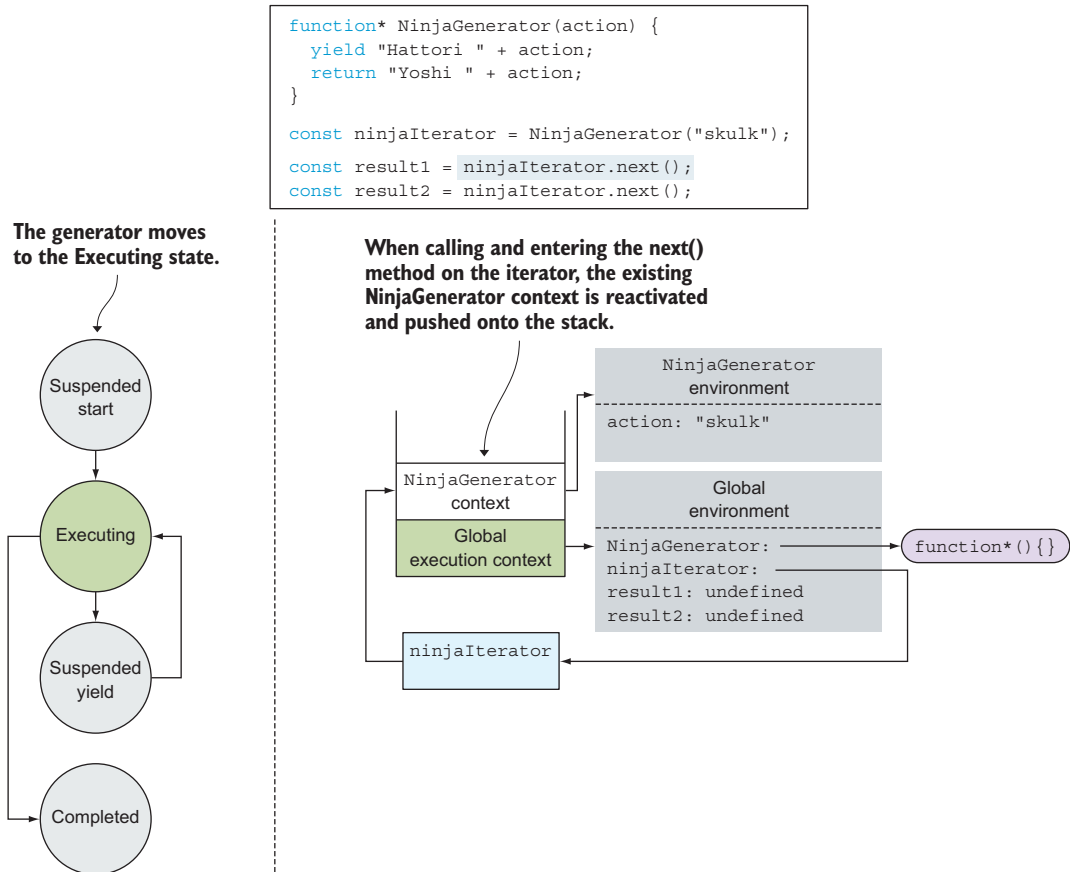 function* NinjaGenerator(action) {
  yield "Hattori " + action;
  return "Yoshi " + action;
}
const ninjaIterator = NinjaGenerator("skulk");
const result1 = ninjaIterator.next();
const result2 = ninjaIterator.next();
The generator moves
to the Executing state.
Suspended
start
Executing
Suspended
yield
Completed
When calling and entering the next()
method on the iterator, the existing
NinjaGenerator context is reactivated
and pushed onto the stack.
NinjaGenerator
context
Global
execution context
NinjaGenerator
environment
action: "skulk"
Global
environment
NinjaGenerator:
ninjaIterator:
result1: undefined
result2: undefined
function*(){}
ninjaIterator